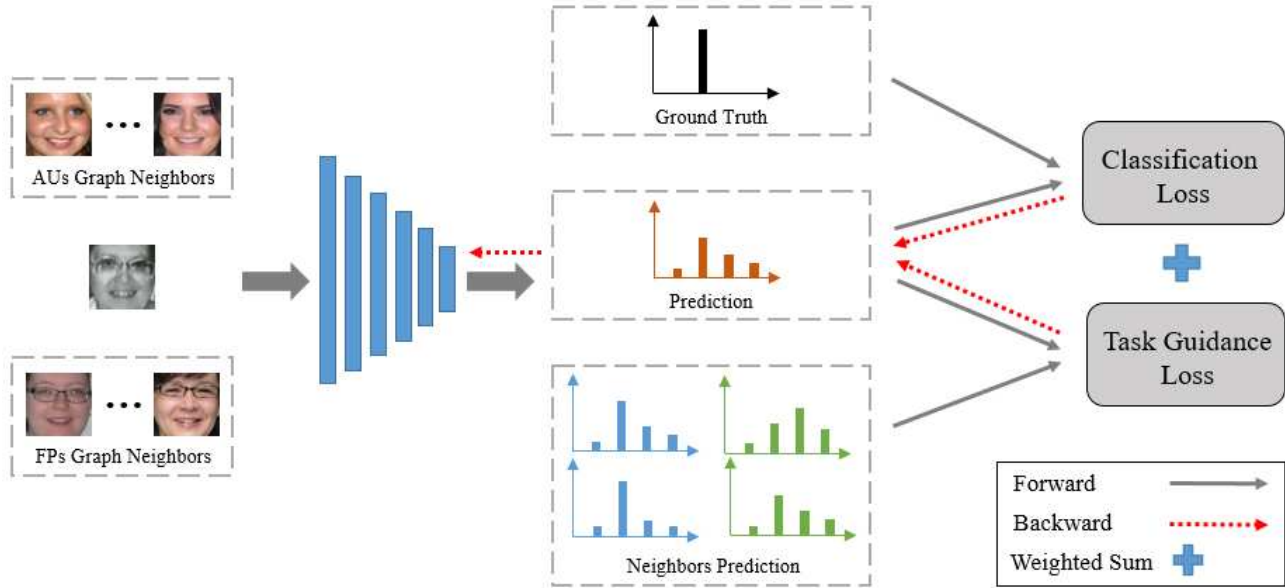 AUs Graph Neighbors
FPs Graph Neighbors
Ground Truth
Prediction
Neighbors Prediction
Classification
Loss
Task Guidance
Loss
Forward
Backward
Weighted Sum